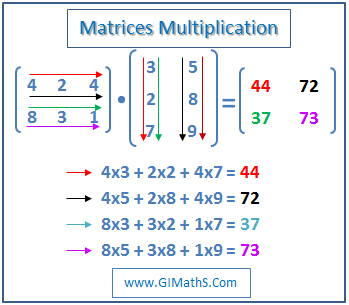 Matrices Multiplication
4 2 4 3 5 44 72
8 3 1 • 2 8 = 37 73
7 9
4x3 + 2x2 + 4x7 = 44
4x5 + 2x8 + 4x9 = 72
8x3 + 3x2 + 1x7 = 37
8x5 + 3x8 + 1x9 = 73
www.GIMathS.Com